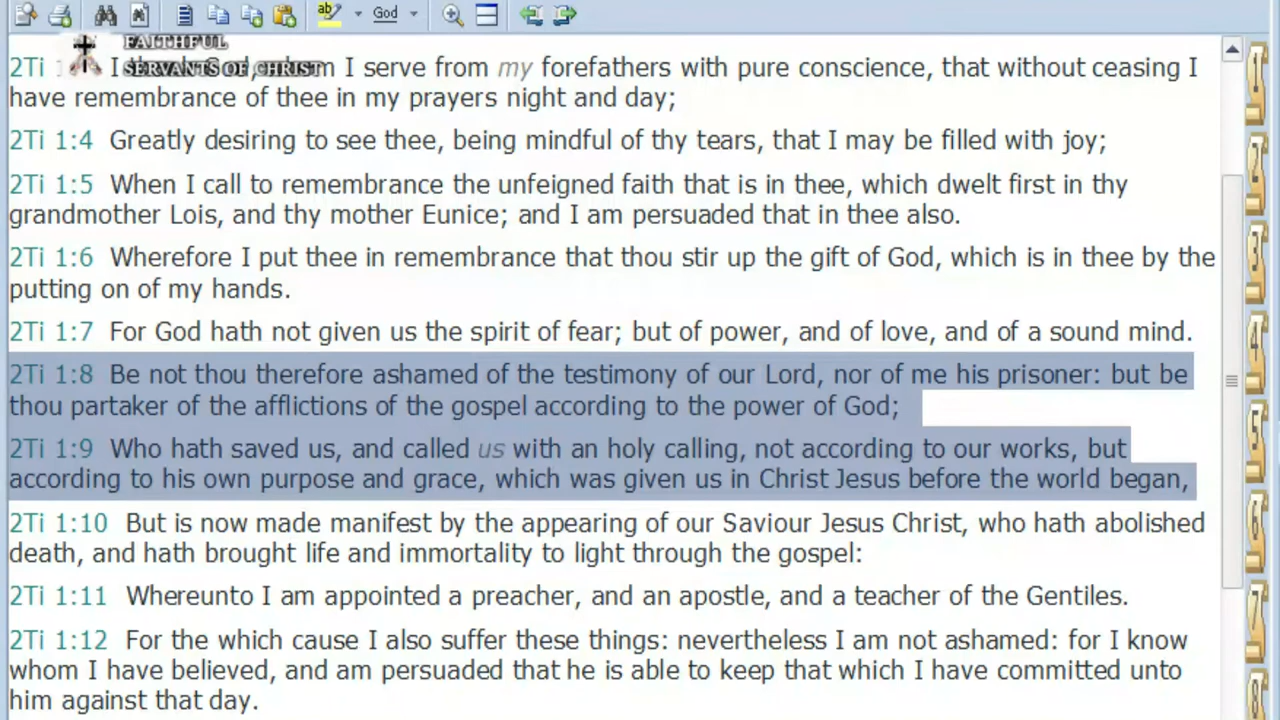 God
FAITHFUL
SERVANTS OF CHRIST
2Ti I serve from my forefathers with pure conscience, that without ceasing I
have remembrance of thee in my prayers night and day;
2Ti 1:4 Greatly desiring to see thee, being mindful of thy tears, that I may be filled with joy;
2Ti 1:5 When I call to remembrance the unfeigned faith that is in thee, which dwelt first in thy
grandmother Lois, and thy mother Eunice; and I am persuaded that in thee also.
2Ti 1:6 Wherefore I put thee in remembrance that thou stir up the gift of God, which is in thee by the
putting on of my hands.
2Ti 1:7 For God hath not given us the spirit of fear; but of power, and of love, and of a sound mind.
2Ti 1:8 Be not thou therefore ashamed of the testimony of our Lord, nor of me his prisoner: but be
thou partaker of the afflictions of the gospel according to the power of God;
2Ti 1:9 Who hath saved us, and called us with an holy calling, not according to our works, but
according to his own purpose and grace, which was given us in Christ Jesus before the world began,
2Ti 1:10 But is now made manifest by the appearing of our Saviour Jesus Christ, who hath abolished
death, and hath brought life and immortality to light through the gospel:
2Ti 1:11 Whereunto I am appointed a preacher, and an apostle, and a teacher of the Gentiles.
2Ti 1:12 For the which cause I also suffer these things: nevertheless I am not ashamed: for I know
whom I have believed, and am persuaded that he is able to keep that which I have committed unto
him against that day.
1
2
3
4
5
6
7
8